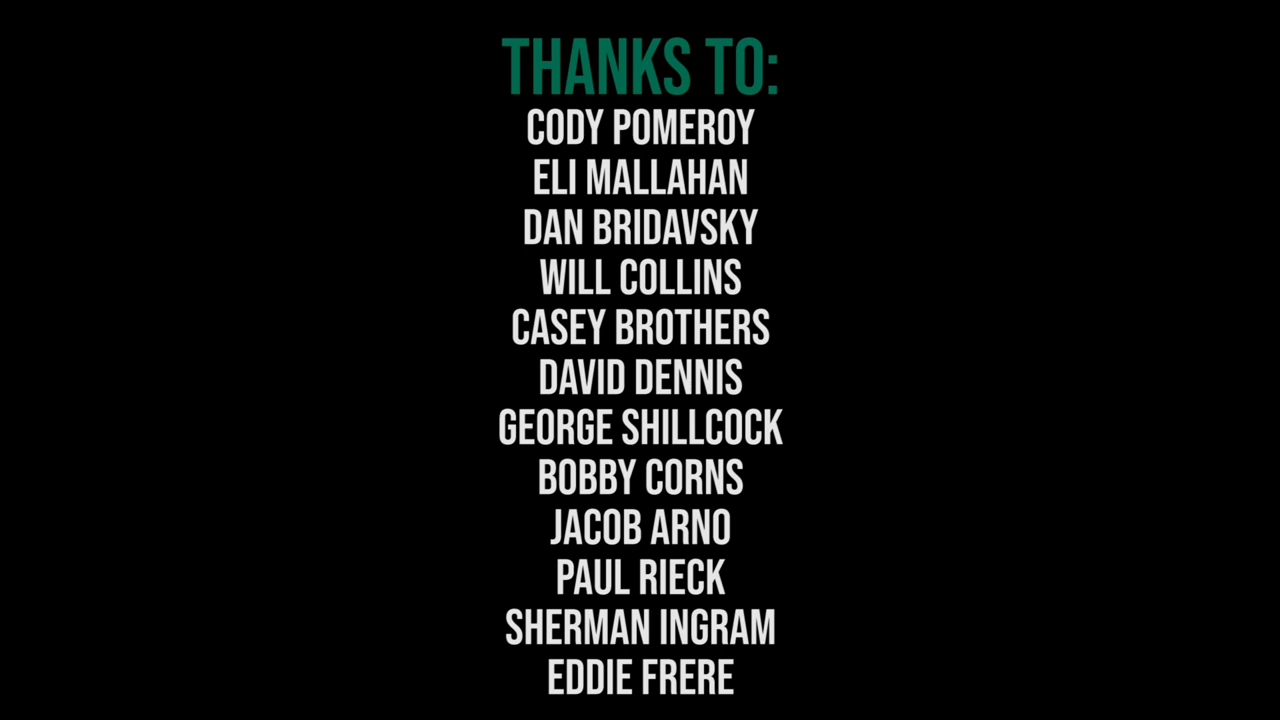 THANKS TO:
CODY POMEROY
ELI MALLAHAN
DAN BRIDAVSKY
WILL COLLINS
CASEY BROTHERS
DAVID DENNIS
GEORGE SHILLCOCK
BOBBY CORNS
JACOB ARNO
PAUL RIECK
SHERMAN INGRAM
EDDIE FRERE